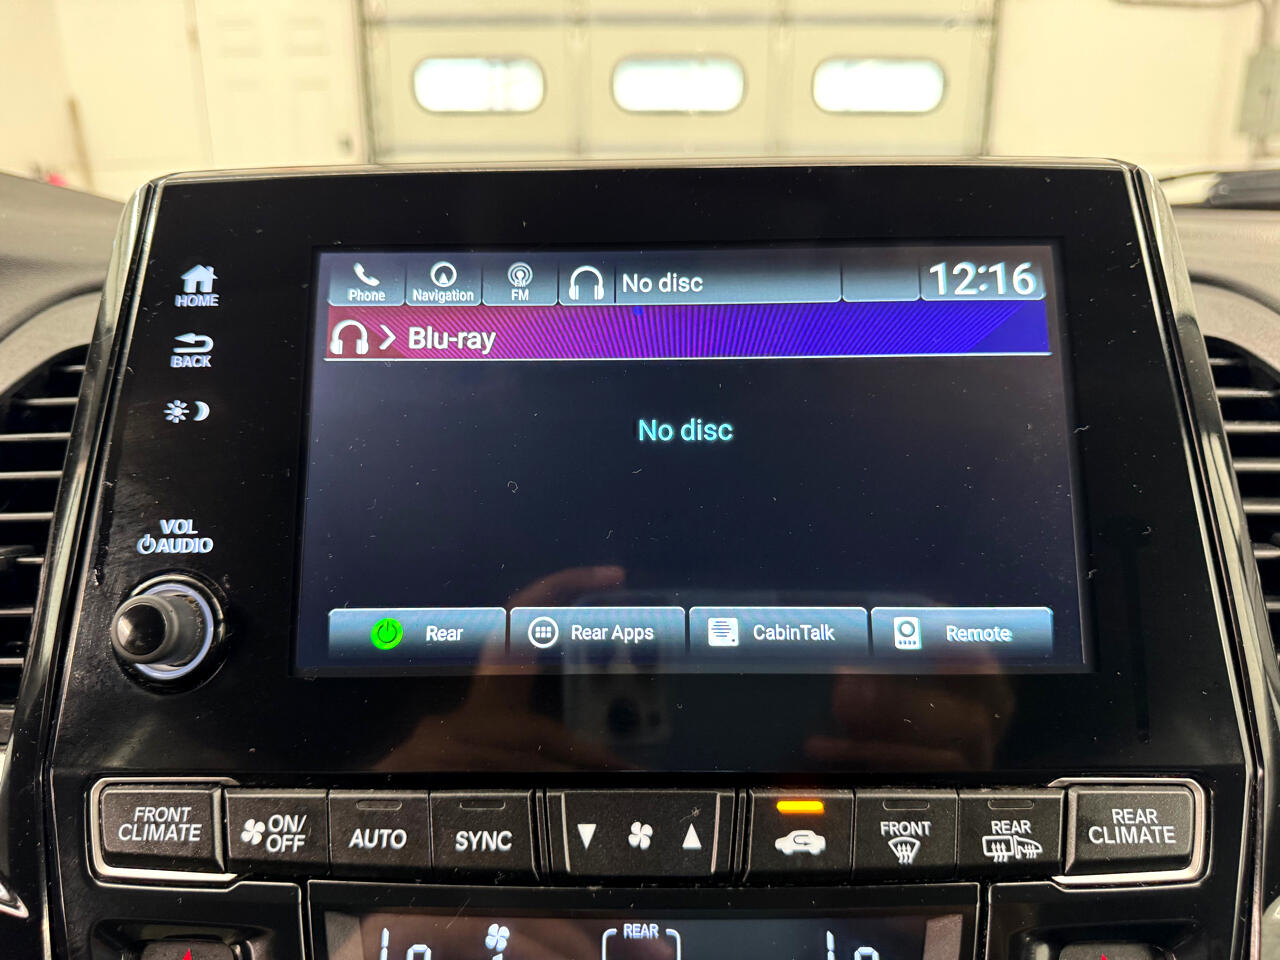 HOME
BACK
VOL
AUDIO
Phone
Navigation
FM
No disc
12:16
Blu-ray
No disc
Rear
Rear Apps
CabinTalk
Remote
FRONT
CLIMATE
ON/
OFF
AUTO
SYNC
FRONT
REAR
REAR
CLIMATE
REAR